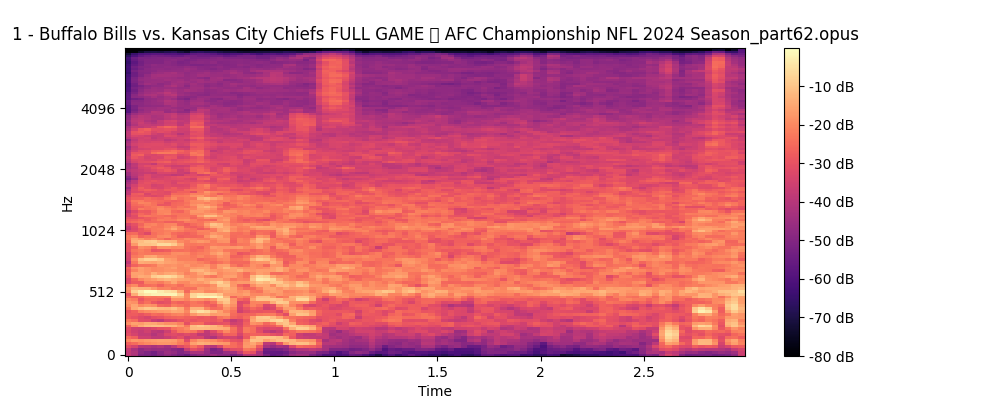 1 - Buffalo Bills vs. Kansas City Chiefs FULL GAME ▯ AFC Championship NFL 2024 Season_part62.opus
4096
2048
1024
512
0
Hz
0
0.5
1
1.5
2
2.5
Time
-10 dB
-20 dB
-30 dB
-40 dB
-50 dB
-60 dB
-70 dB
-80 dB